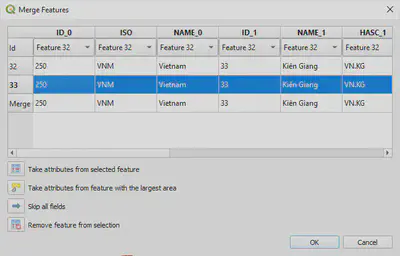 Merge Features
ID_0 ISO NAME_0 ID_1 NAME_1 HASC_1
Id Feature 32 Feature 32 Feature 32 Feature 32 Feature 32 Feature 32
32 250 VNM Vietnam 33 Kiên Giang VN.KG
33 250 VNM Vietnam 33 Kiên Giang VN.KG
Merge 250 VNM Vietnam 33 Kiên Giang VN.KG
Take attributes from selected feature
Take attributes from feature with the largest area
Skip all fields
Remove feature from selection
OK Cancel